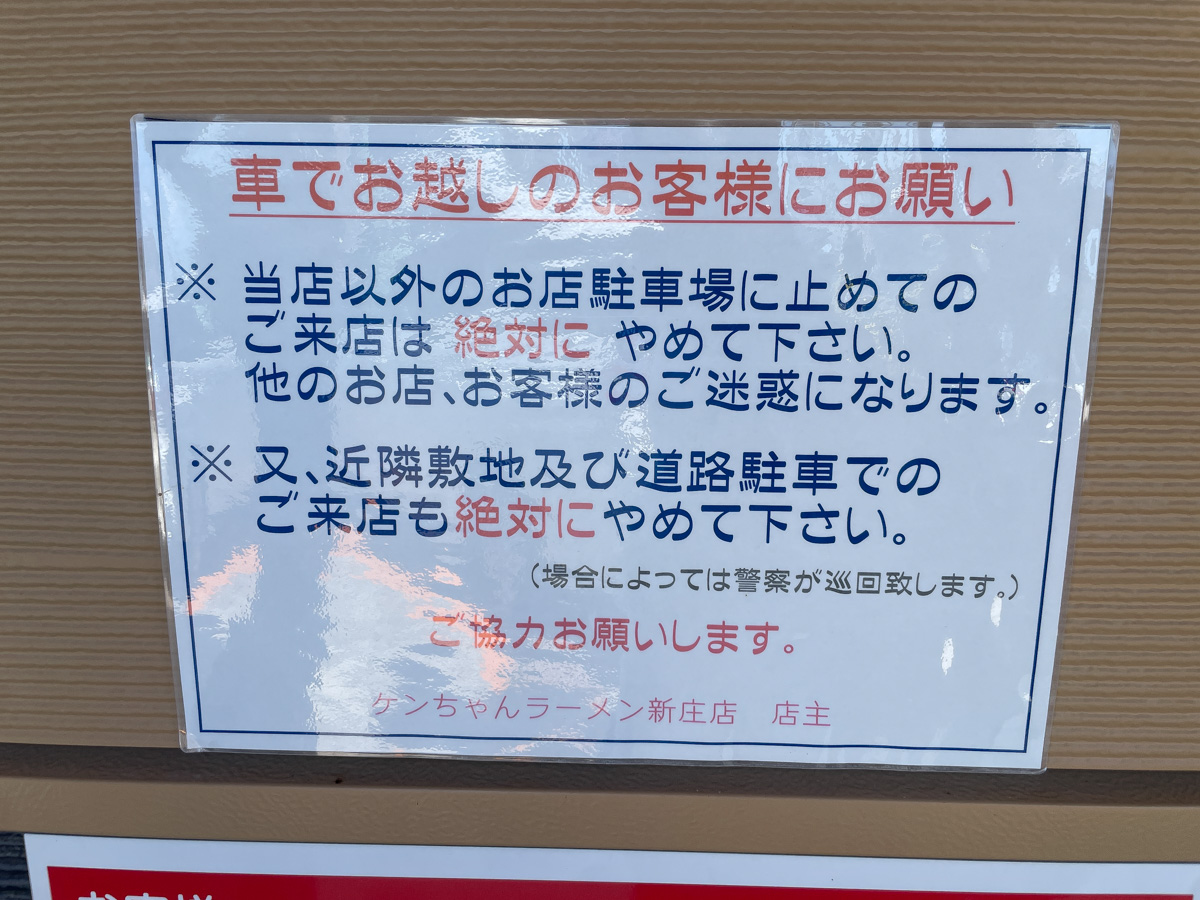 車でお越しのお客様にお願い
※ 当店以外のお店駐車場に止めての
ご来店は 絶対に やめて下さい。
他のお店、お客様のご迷惑になります。
※ 又、近隣敷地及び道路駐車での
ご来店も絶対にやめて下さい。
（場合によっては警察が巡回致します。）
ご協力お願いします。
ケンちゃんラーメン新庄店　店主
お客様